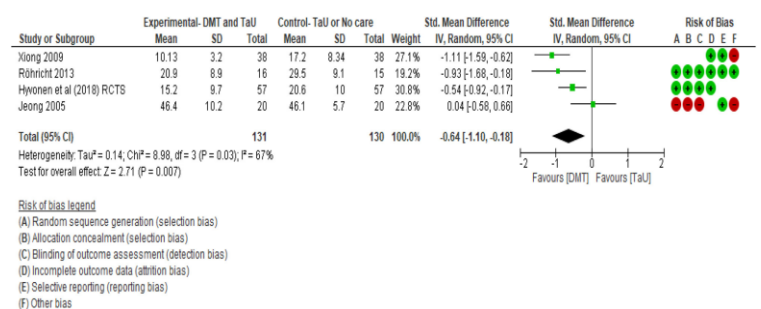 Experimental- DMT and TaU Control- TaU or No care Std. Mean Difference Std. Mean Difference Risk of Bias
Study or Subgroup Mean SD Total Mean SD Total Weight IV, Random, 95% CI IV, Random, 95% CI A B C D E F
Xiong 2009 10.13 3.2 38 17.2 8.34 38 27.1% -1.11 [-1.59, -0.62]
Röhricht 2013 20.9 8.9 16 29.5 9.1 15 19.5% -0.93 [-1.68, -0.18]
Hyvonen et al (2018) RCTS 15.2 9.7 57 20.6 10 57 30.6% -0.54 [-0.92, -0.17]
Jeong 2005 46.4 10.2 20 46.1 5.7 20 22.8% 0.04 [-0.58, 0.66]
Total (95% CI) 131 130 100.0% -0.64 [-1.10, -0.18]
Heterogeneity: Tau² = 0.14; Chi² = 8.98, df = 3 (P = 0.03); I² = 67%
Test for overall effect: Z = 2.71 (P = 0.007)
-2 -1 0 1 2
Favours [DMT] Favours [TaU]
Risk of bias legend
(A) Random sequence generation (selection bias)
(B) Allocation concealment (selection bias)
(C) Blinding of outcome assessment (detection bias)
(D) Incomplete outcome data (attrition bias)
(E) Selective reporting (reporting bias)
(F) Other bias